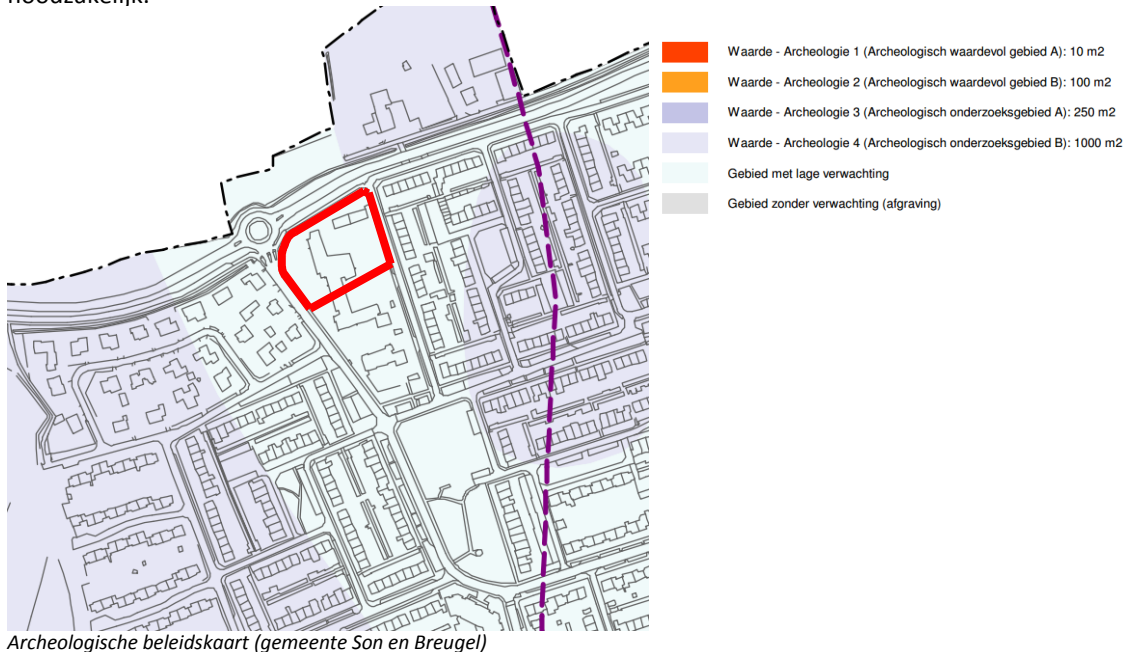 noodzakelijk.
Waarde - Archeologie 1 (Archeologisch waardevol gebied A): 10 m2
Waarde - Archeologie 2 (Archeologisch waardevol gebied B): 100 m2
Waarde - Archeologie 3 (Archeologisch onderzoeksgebied A): 250 m2
Waarde - Archeologie 4 (Archeologisch onderzoeksgebied B): 1000 m2
Gebied met lage verwachting
Gebied zonder verwachting (afgraving)
Archeologische beleidskaart (gemeente Son en Breugel)